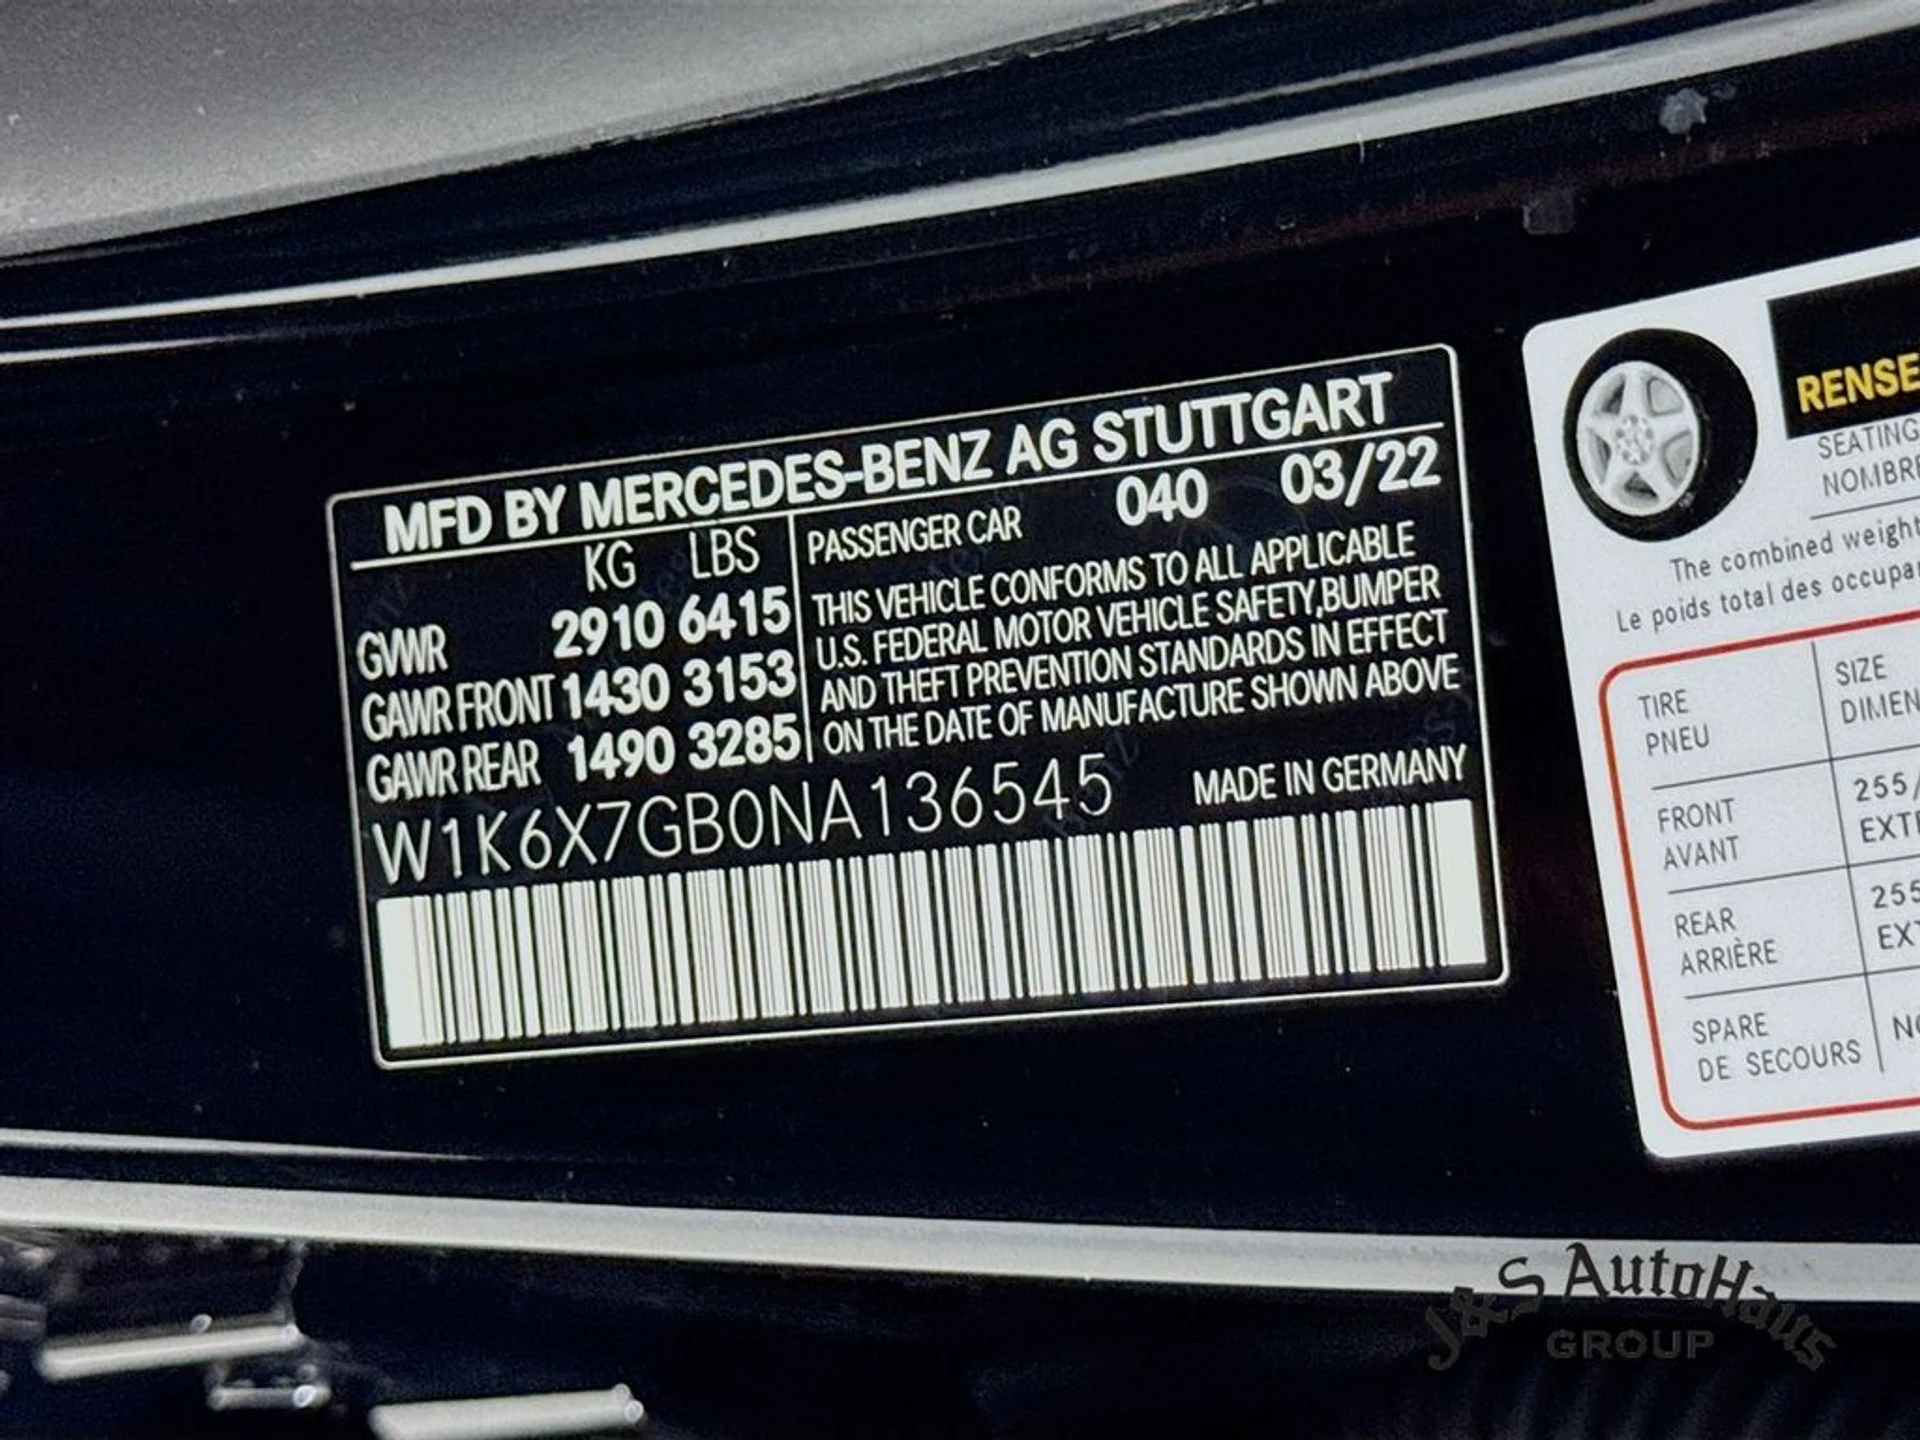 MFD BY MERCEDES-BENZ AG STUTTGART
KG LBS
GVWR 2910 6415
GAWR FRONT 1430 3153
GAWR REAR 1490 3285
PASSENGER CAR 040 03/22
THIS VEHICLE CONFORMS TO ALL APPLICABLE
U.S. FEDERAL MOTOR VEHICLE SAFETY,BUMPER
AND THEFT PREVENTION STANDARDS IN EFFECT
ON THE DATE OF MANUFACTURE SHOWN ABOVE
W1K6X7GB0NA136545 MADE IN GERMANY
RENSE
SEATING
NOMBRE
The combined weight
Le poids total des occupa
TIRE SIZE
PNEU DIMEN
FRONT 255/
AVANT EXT
REAR 255
ARRIÈRE EXT
SPARE
DE SECOURS
J&S AutoHaus
GROUP